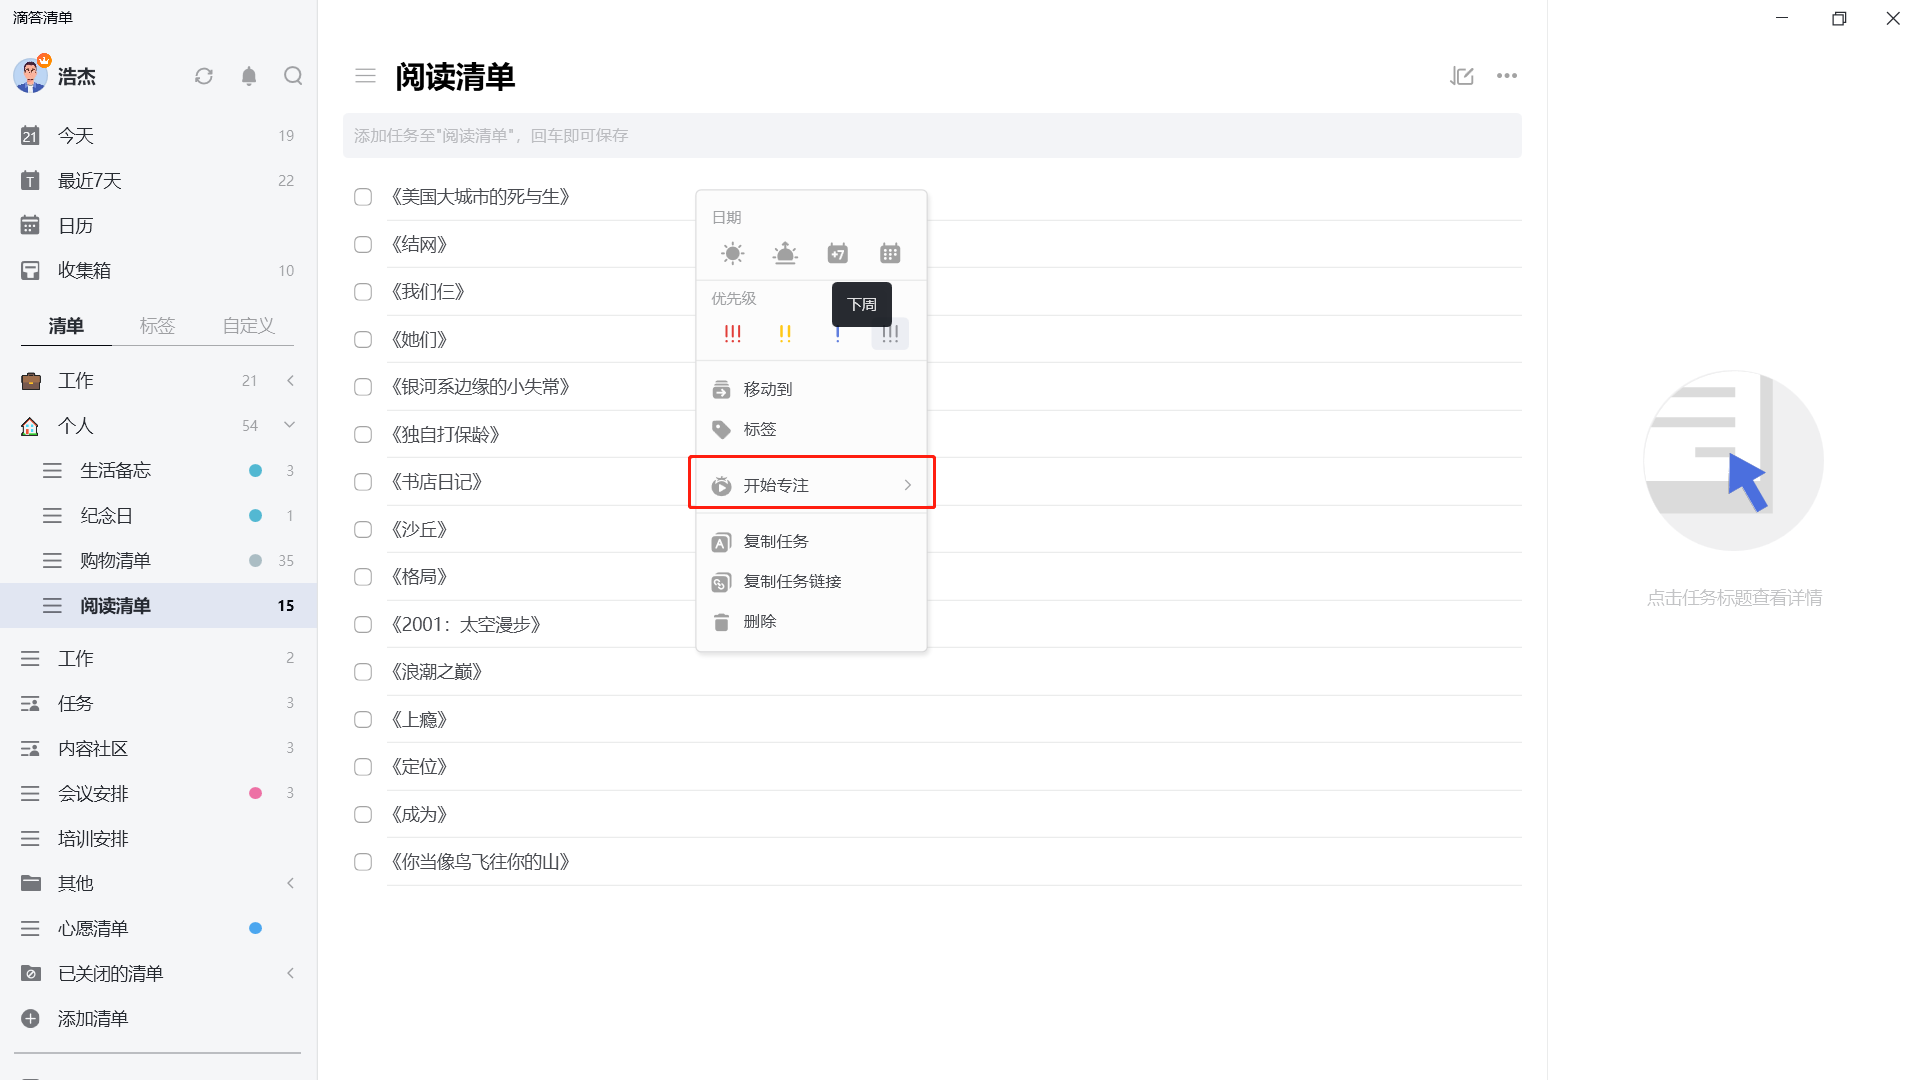 滴答清单
浩杰
21 今天 19
T 最近7天 22
日历
收集箱 10
清单 标签 自定义
工作 21
个人 54
生活备忘 3
纪念日 1
购物清单 35
阅读清单 15
工作 2
任务 3
内容社区 3
会议安排 3
培训安排
其他
心愿清单
已关闭的清单
添加清单
阅读清单
添加任务至"阅读清单"，回车即可保存
《美国大城市的死与生》
《结网》
《我们仨》
《她们》
《银河系边缘的小失常》
《独自打保龄》
《书店日记》
《沙丘》
《格局》
《2001：太空漫步》
《浪潮之巅》
《上瘾》
《定位》
《成为》
《你当像鸟飞往你的山》
日期
+7
优先级
下周
!!! !! ! !!!
移动到
标签
开始专注
A 复制任务
复制任务链接
删除
点击任务标题查看详情